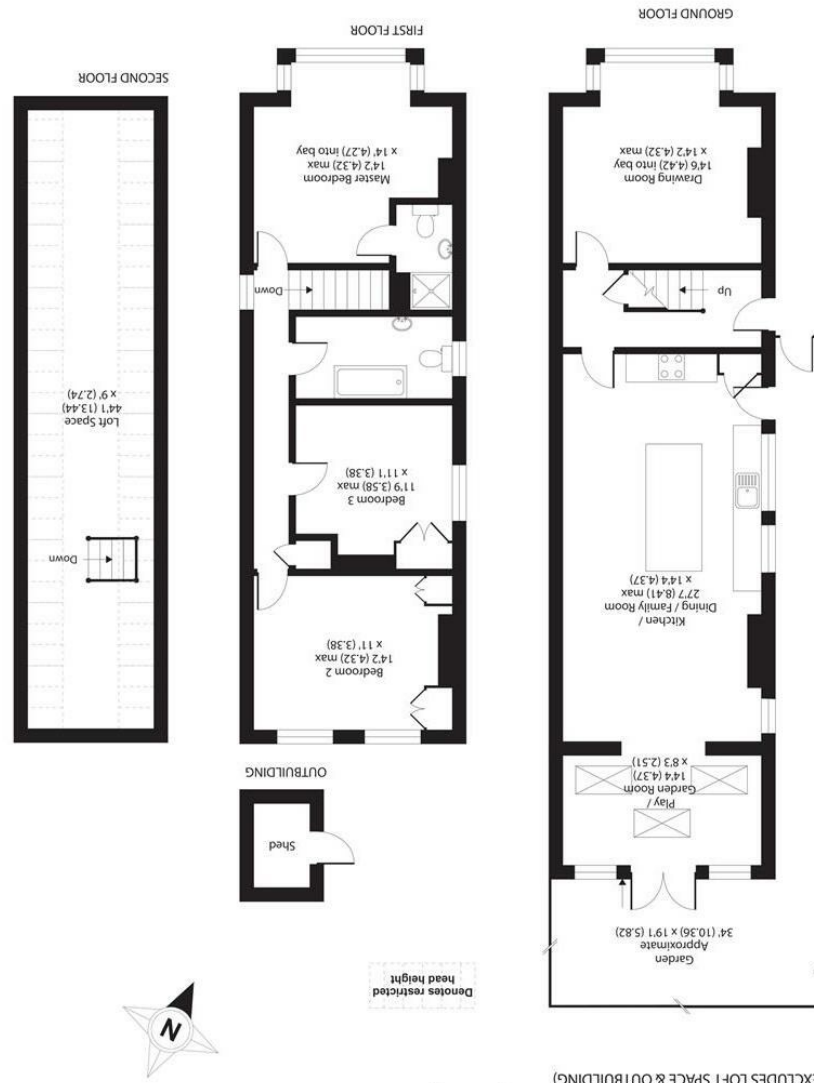 EXCLUDES LOFT SPACE & OUTBUILDING)
N
Denotes restricted
head height
Garden
Approximate
34' (10.36) x 19'1 (5.82)
Play /
Garden Room
14'4 (4.37)
x 8'3 (2.51)
Kitchen /
Dining / Family Room
27'7 (8.41) max
x 14'4 (4.37)
Up
Drawing Room
14'6 (4.42) into bay
x 14'2 (4.32) max
GROUND FLOOR
Shed
OUTBUILDING
Bedroom 2
14'2 (4.32) max
x 11' (3.38)
Bedroom 3
11'9 (3.58) max
x 11'1 (3.38)
Down
Master Bedroom
14'2 (4.32) max
x 14' (4.27) into bay
FIRST FLOOR
Down
Loft Space
44'1 (13.44)
x 9' (2.74)
SECOND FLOOR